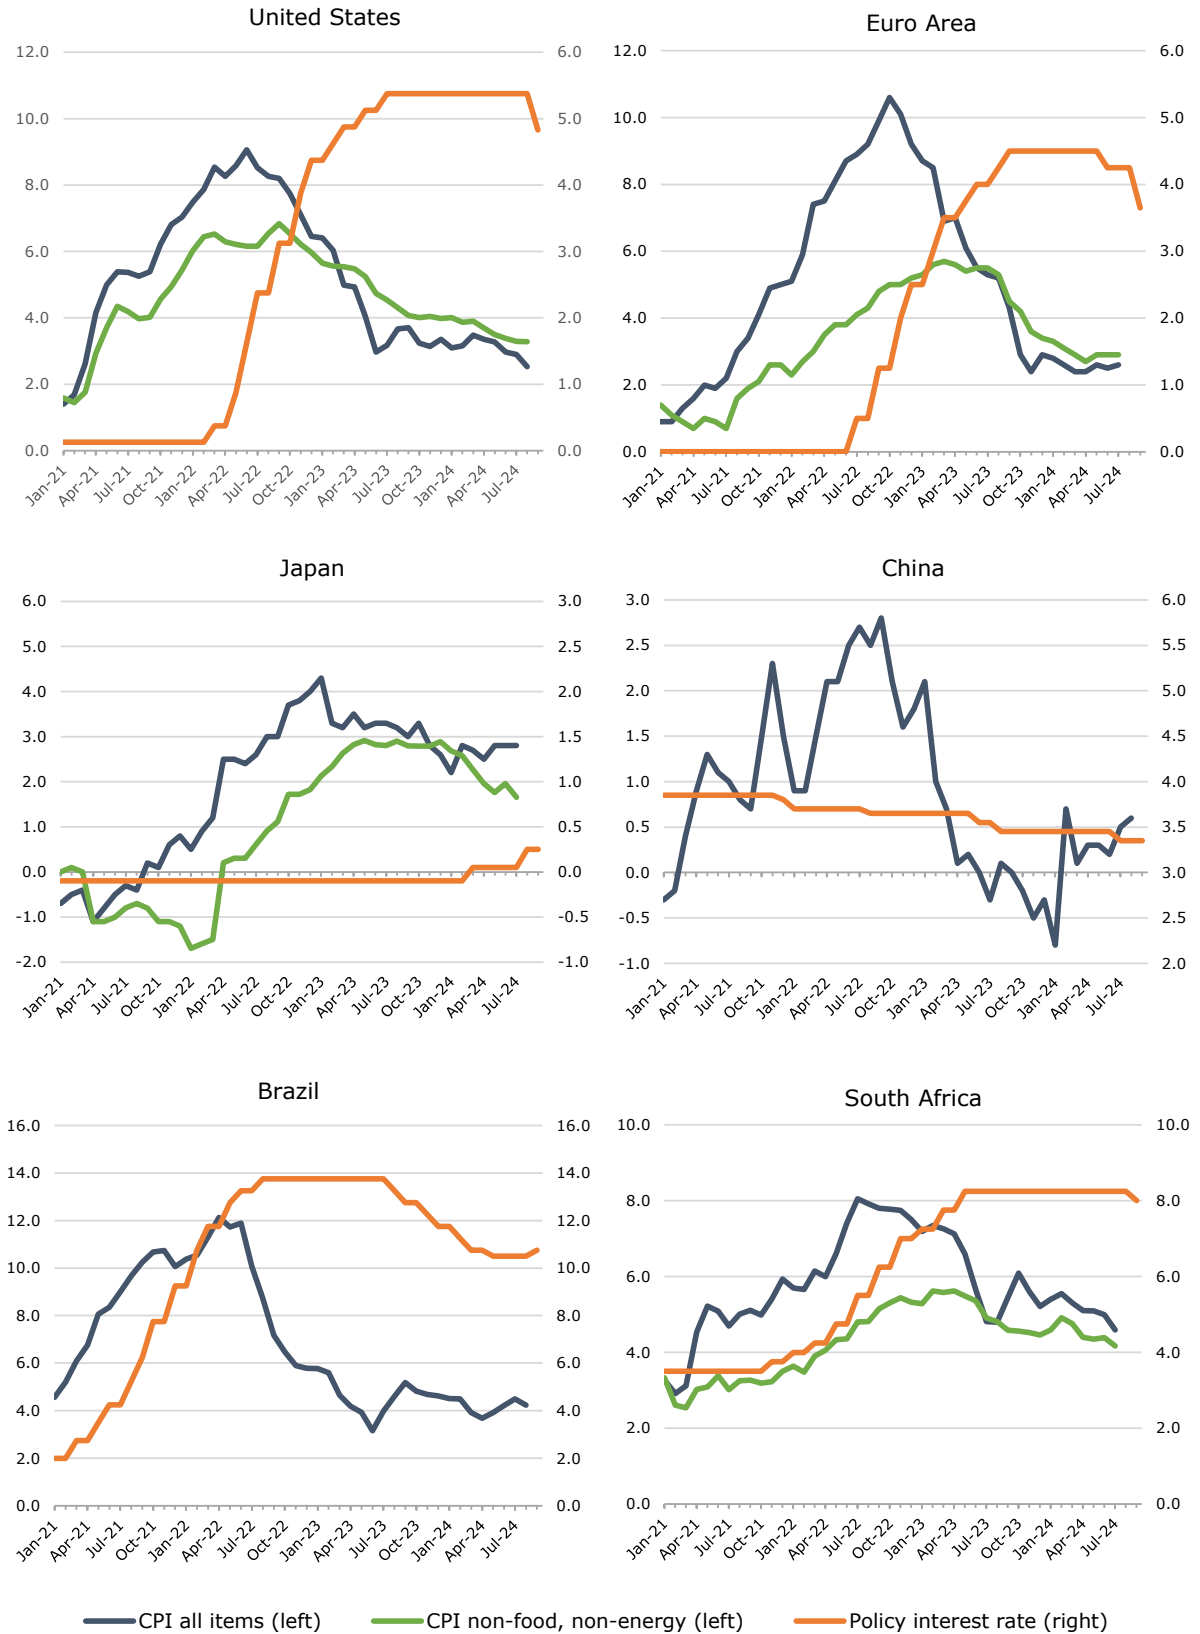 United States
Euro Area
12.0
10.0
8.0
6.0
4.0
2.0
0.0
6.0
5.0
4.0
3.0
2.0
1.0
0.0
Jan-21
Apr-21
Jul-21
Oct-21
Jan-22
Apr-22
Jul-22
Oct-22
Jan-23
Apr-23
Jul-23
Oct-23
Jan-24
Apr-24
Jul-24
12.0
10.0
8.0
6.0
4.0
2.0
0.0
6.0
5.0
4.0
3.0
2.0
1.0
0.0
Jan-21
Apr-21
Jul-21
Oct-21
Jan-22
Apr-22
Jul-22
Oct-22
Jan-23
Apr-23
Jul-23
Oct-23
Jan-24
Apr-24
Jul-24
Japan
China
6.0
5.0
4.0
3.0
2.0
1.0
0.0
-1.0
-2.0
3.0
2.5
2.0
1.5
1.0
0.5
0.0
-0.5
-1.0
Jan-21
Apr-21
Jul-21
Oct-21
Jan-22
Apr-22
Jul-22
Oct-22
Jan-23
Apr-23
Jul-23
Oct-23
Jan-24
Apr-24
Jul-24
3.0
2.5
2.0
1.5
1.0
0.5
0.0
-0.5
-1.0
6.0
5.5
5.0
4.5
4.0
3.5
3.0
2.5
2.0
Jan-21
Apr-21
Jul-21
Oct-21
Jan-22
Apr-22
Jul-22
Oct-22
Jan-23
Apr-23
Jul-23
Oct-23
Jan-24
Apr-24
Jul-24
Brazil
South Africa
16.0
14.0
12.0
10.0
8.0
6.0
4.0
2.0
0.0
16.0
14.0
12.0
10.0
8.0
6.0
4.0
2.0
0.0
Jan-21
Apr-21
Jul-21
Oct-21
Jan-22
Apr-22
Jul-22
Oct-22
Jan-23
Apr-23
Jul-23
Oct-23
Jan-24
Apr-24
Jul-24
10.0
8.0
6.0
4.0
2.0
0.0
10.0
8.0
6.0
4.0
2.0
0.0
Jan-21
Apr-21
Jul-21
Oct-21
Jan-22
Apr-22
Jul-22
Oct-22
Jan-23
Apr-23
Jul-23
Oct-23
Jan-24
Apr-24
Jul-24
CPI all items (left)
CPI non-food, non-energy (left)
Policy interest rate (right)